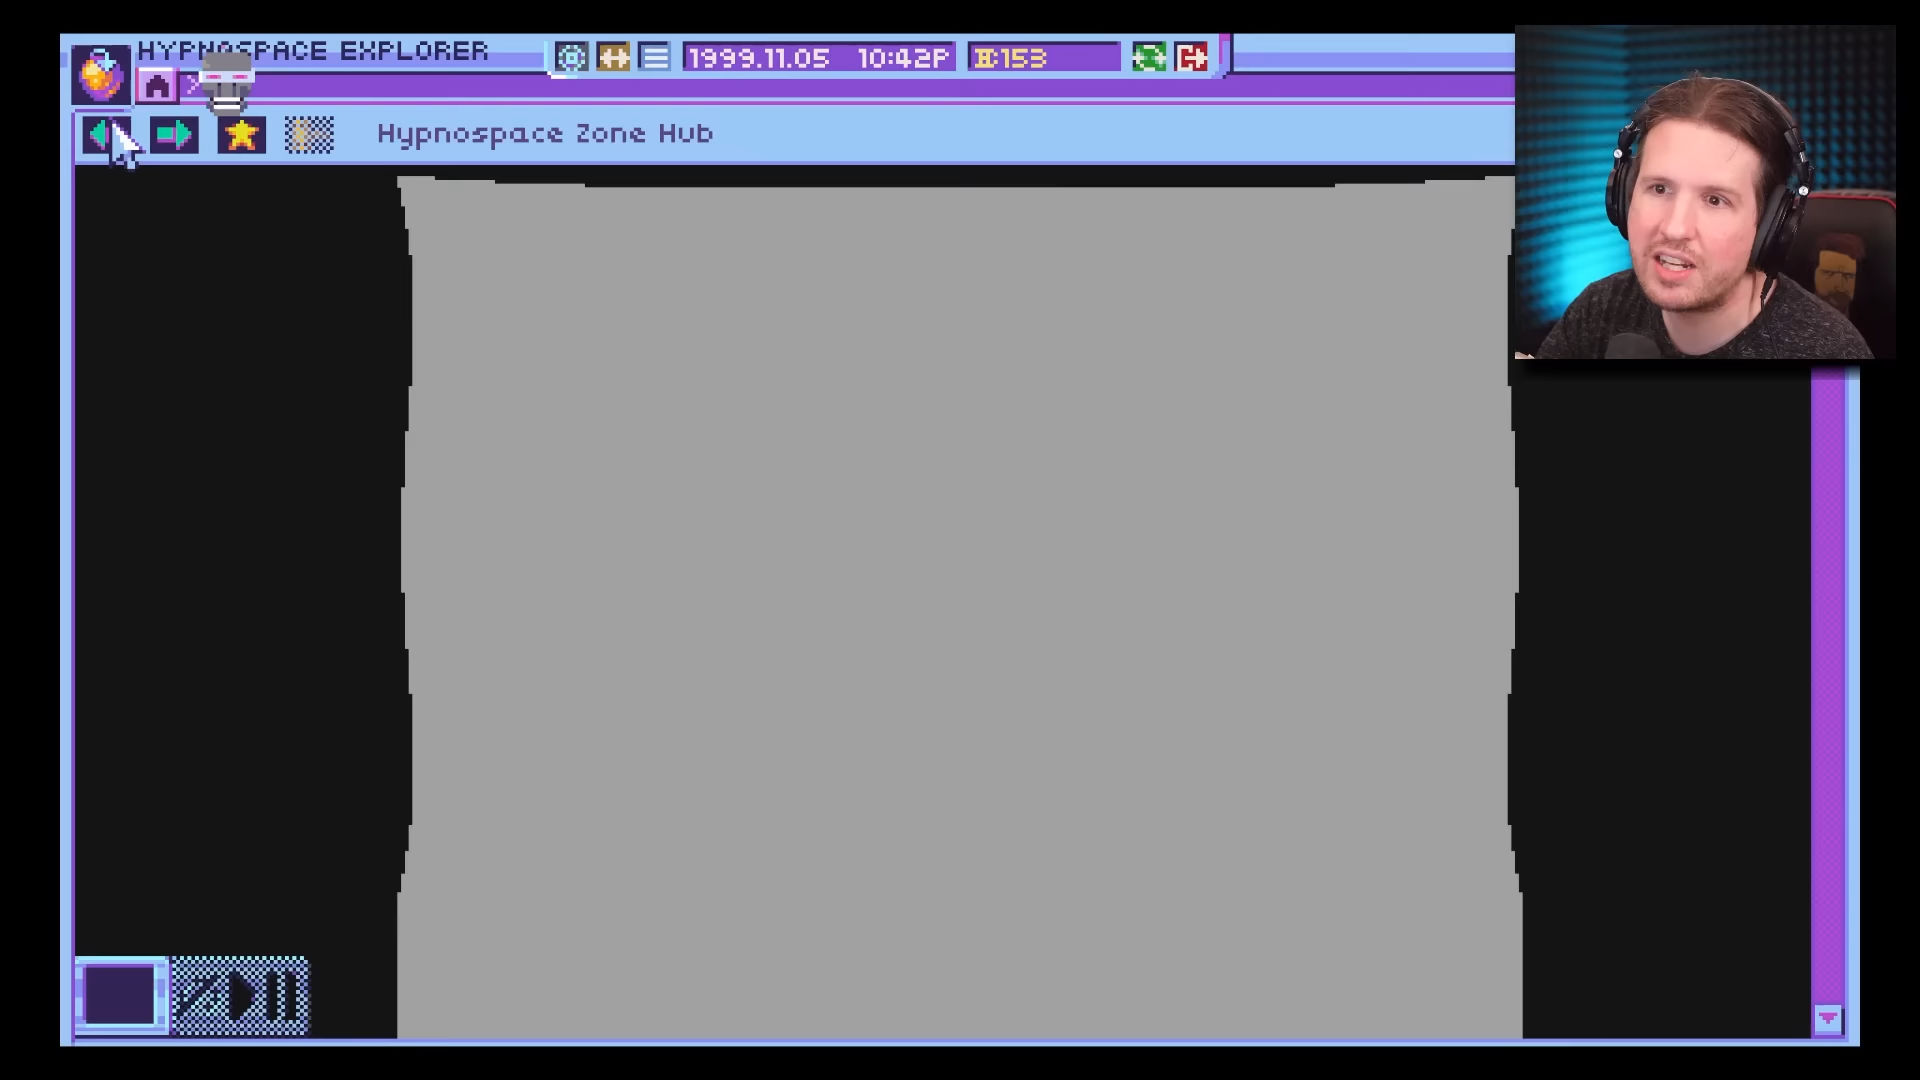 HYPNOSPACE EXPLORER
1999.11.05 10:42P
153
Hypnospace Zone Hub